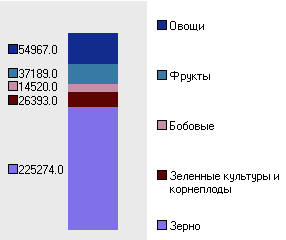 54967.0
37189.0
14520.0
26393.0
225274.0
Овощи
Фрукты
Бобовые
Зеленные культуры и
корнеплоды
Зерно